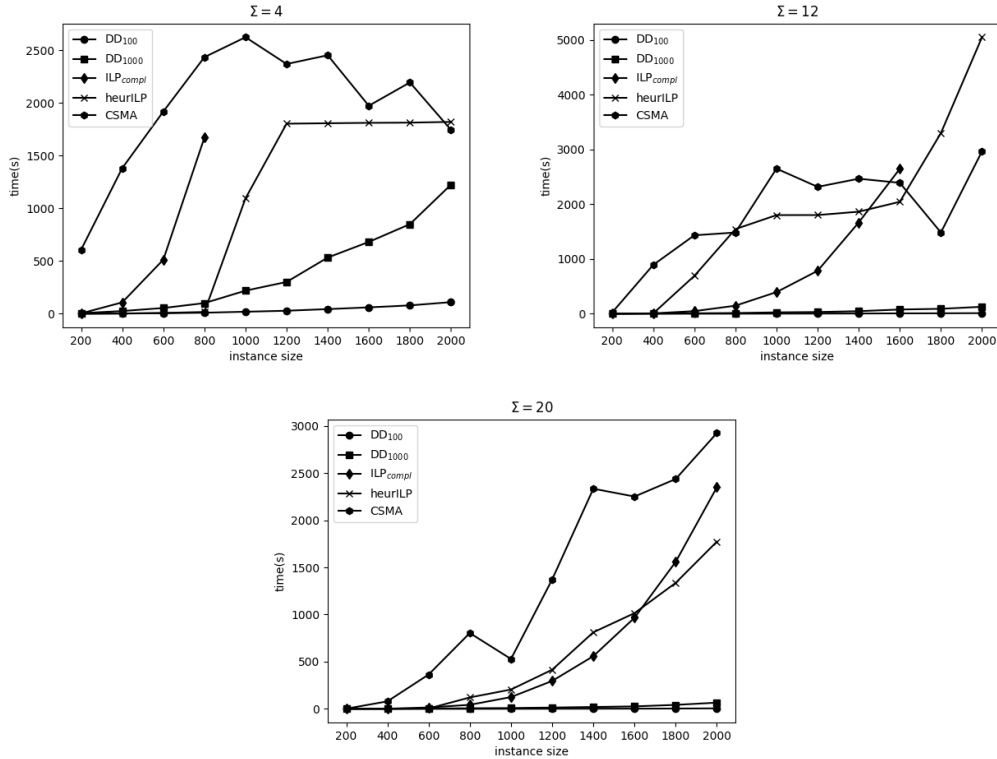 Σ = 4
DD100
DD1000
ILPcompl
heurILP
CSMA
time(s)
2500
2000
1500
1000
500
0
200 400 600 800 1000 1200 1400 1600 1800 2000
instance size
Σ = 12
DD100
DD1000
ILPcompl
heurILP
CSMA
time(s)
5000
4000
3000
2000
1000
0
200 400 600 800 1000 1200 1400 1600 1800 2000
instance size
Σ = 20
DD100
DD1000
ILPcompl
heurILP
CSMA
time(s)
3000
2500
2000
1500
1000
500
0
200 400 600 800 1000 1200 1400 1600 1800 2000
instance size